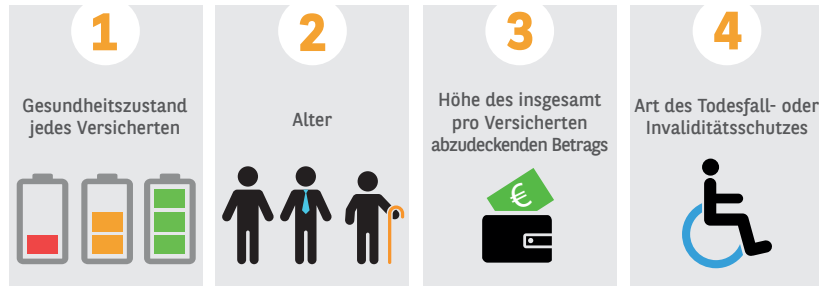 1
Gesundheitszustand
jedes Versicherten
2
Alter
3
Höhe des insgesamt
pro Versicherten
abzudeckenden Betrags
€
4
Art des Todesfall- oder
Invaliditätsschutzes